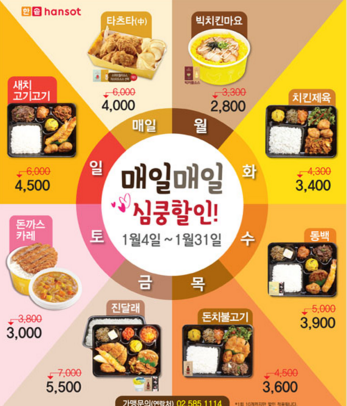 한솥 hansot
타츠타(中)
6,000
4,000
빅치킨마요
3,300
2,800
새치
고기고기
6,000
4,500
치킨제육
4,300
3,400
매일
월
화
수
목
금
토
일
매일매일
심쿵할인!
1월4일 ~ 1월31일
돈까스
카레
3,800
3,000
동백
5,000
3,900
진달래
7,000
5,500
돈치불고기
4,500
3,600
가맹문의(연락처) 02.585.1114